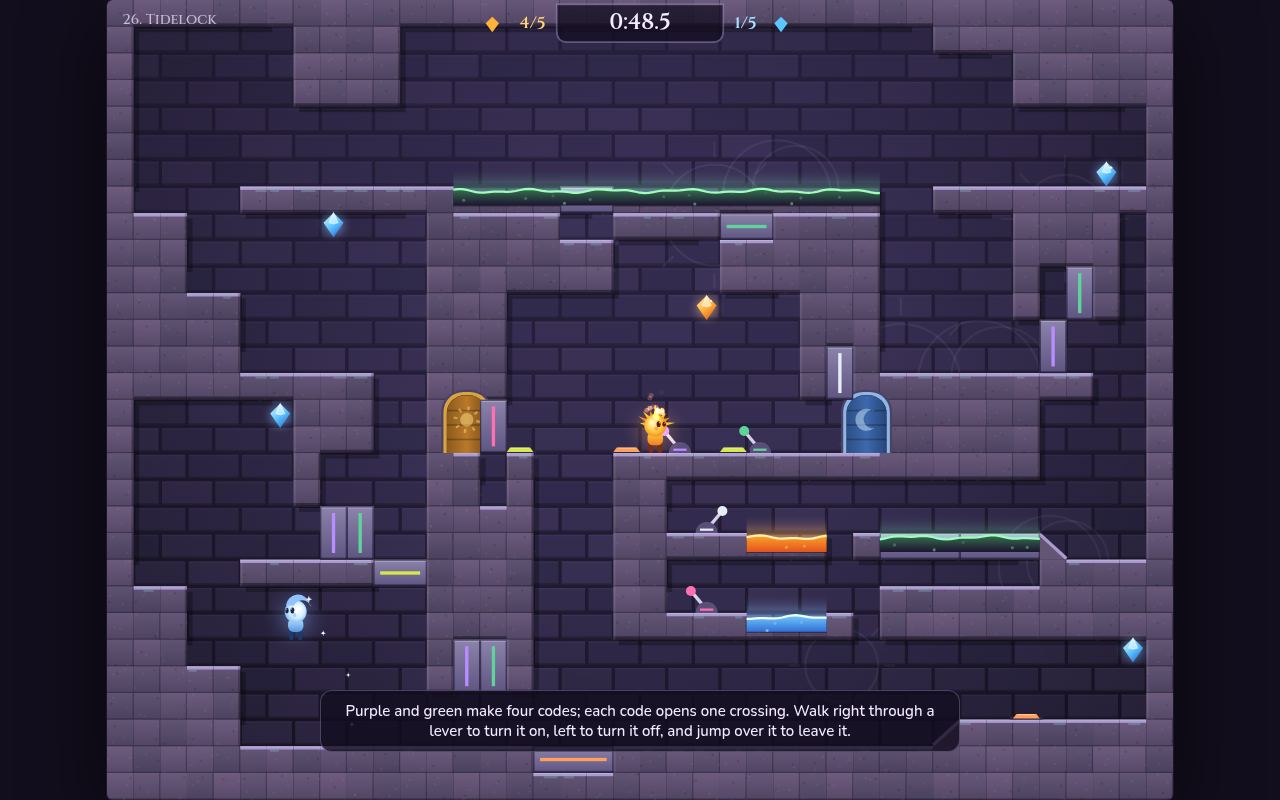 26. Tidelock
4/5
0:48.5
1/5
Purple and green make four codes; each code opens one crossing. Walk right through a
lever to turn it on, left to turn it off, and jump over it to leave it.